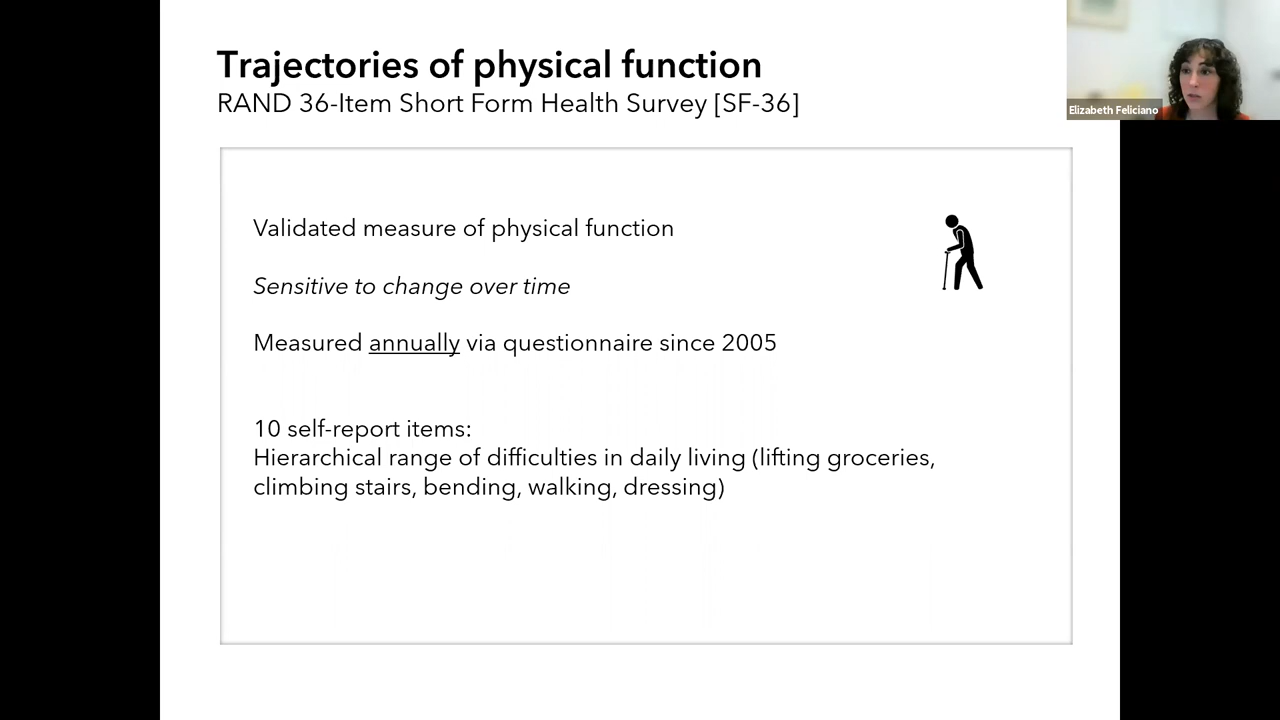 Trajectories of physical function
RAND 36-Item Short Form Health Survey [SF-36]
Elizabeth Feliciano
Validated measure of physical function
Sensitive to change over time
Measured annually via questionnaire since 2005
10 self-report items:
Hierarchical range of difficulties in daily living (lifting groceries,
climbing stairs, bending, walking, dressing)